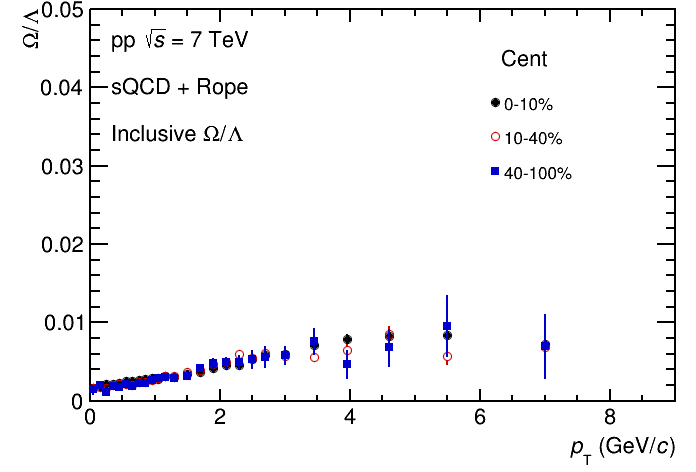 Ω/Λ
0.05
0.04
0.03
0.02
0.01
0
pp √s = 7 TeV
sQCD + Rope
Inclusive Ω/Λ
Cent
0-10%
10-40%
40-100%
0 2 4 6 8
p_T (GeV/c)